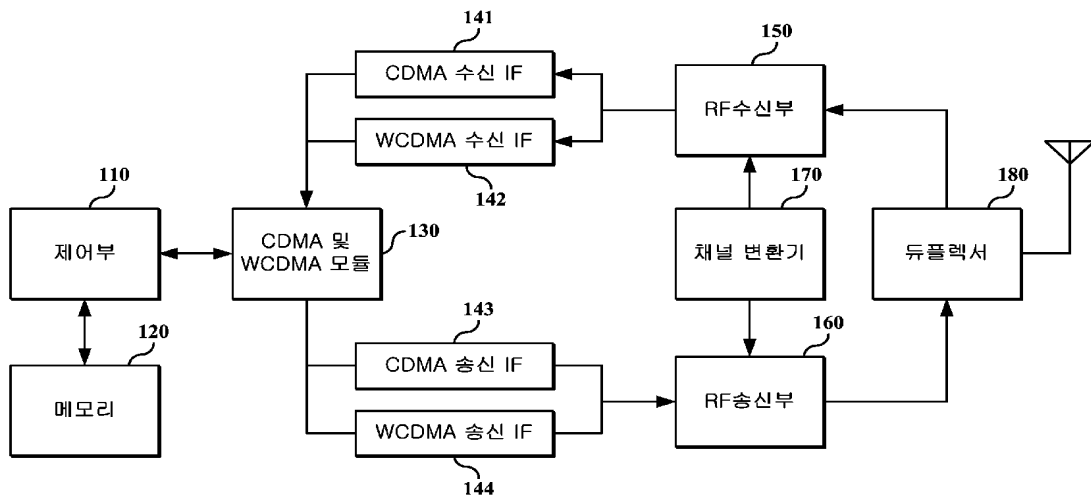 141
CDMA 수신 IF
150
RF수신부
WCDMA 수신 IF
142
110
제어부
CDMA 및
WCDMA 모듈
130
170
채널 변환기
180
듀플렉서
143
CDMA 송신 IF
160
RF송신부
120
메모리
WCDMA 송신 IF
144